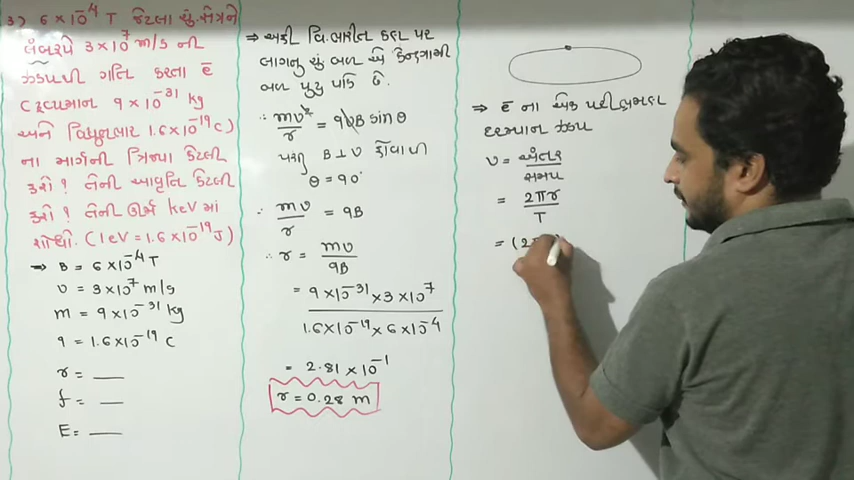 3) 6 × 10⁻⁴ T જેટલા ચું. ક્ષેત્રને
લંબરૂપે 3 × 10⁷ m/s ની
ઝડપથી ગતિ કરતા ē
(દ્રવ્યમાન 9 × 10⁻³¹ kg
અને વિદ્યુતભાર 1.6 × 10⁻¹⁹ C)
ના માર્ગની ત્રિજ્યા કેટલી
હશે? તેની આવૃત્તિ કેટલી
હશે? તેની ઊર્જા keV માં
શોધો. (1eV = 1.6 × 10⁻¹⁹ J)
→ B = 6 × 10⁻⁴ T
v = 3 × 10⁷ m/s
m = 9 × 10⁻³¹ kg
q = 1.6 × 10⁻¹⁹ C
r = ___
f = ___
E = ___
⇒ અહીં વિ.ભારીત કણ પર
લાગતુ ચું બળ એ કેન્દ્રગામી
બળ પુરુ પાડે છે.
∴ mv²/r = qvB sinθ
પરંતુ B ⊥ v હોવાથી
θ = 90°
∴ mv/r = qB
∴ r = mv/qB
= 9 × 10⁻³¹ × 3 × 10⁷ / 1.6 × 10⁻¹⁹ × 6 × 10⁻⁴
= 2.81 × 10⁻¹
r = 0.28 m
⇒ ē ના એક પરીભ્રમણ
દરમ્યાન ઝડપ
v = અંતર/સમય
= 2πr/T
= (2